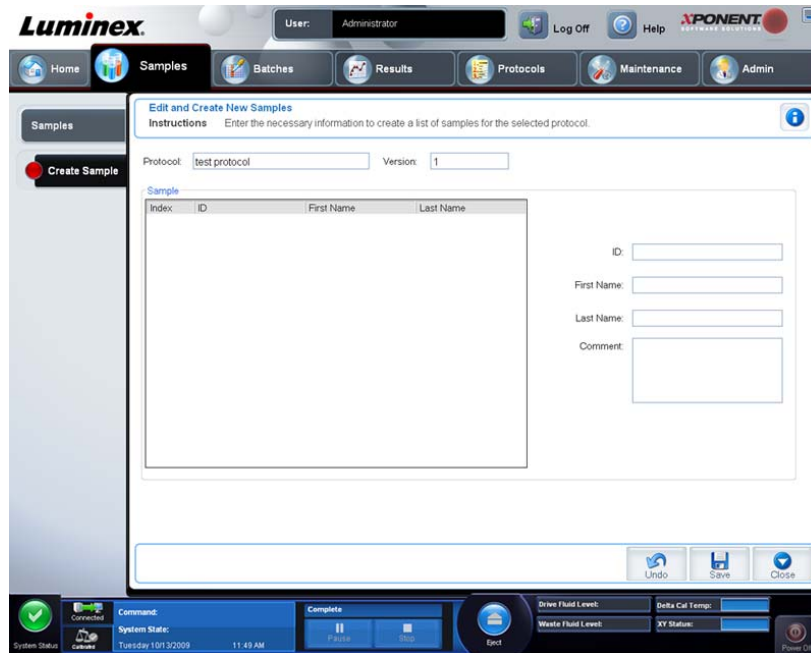 Luminex.
User: Administrator
Log Off
Help
XPONENT.
SOFTWARE SOLUTIONS
Home
Samples
Batches
Results
Protocols
Maintenance
Admin
Samples
Create Sample
Edit and Create New Samples
Instructions Enter the necessary information to create a list of samples for the selected protocol.
Protocol: test protocol Version: 1
Sample
Index ID First Name Last Name
ID:
First Name:
Last Name:
Comment:
Undo
Save
Close
System Status
Connected
Calibrated
Command:
System State:
Tuesday 10/13/2009 11:49 AM
Complete
Pause
Stop
Eject
Drive Fluid Level:
Waste Fluid Level:
Delta Cal Temp:
XY Status: